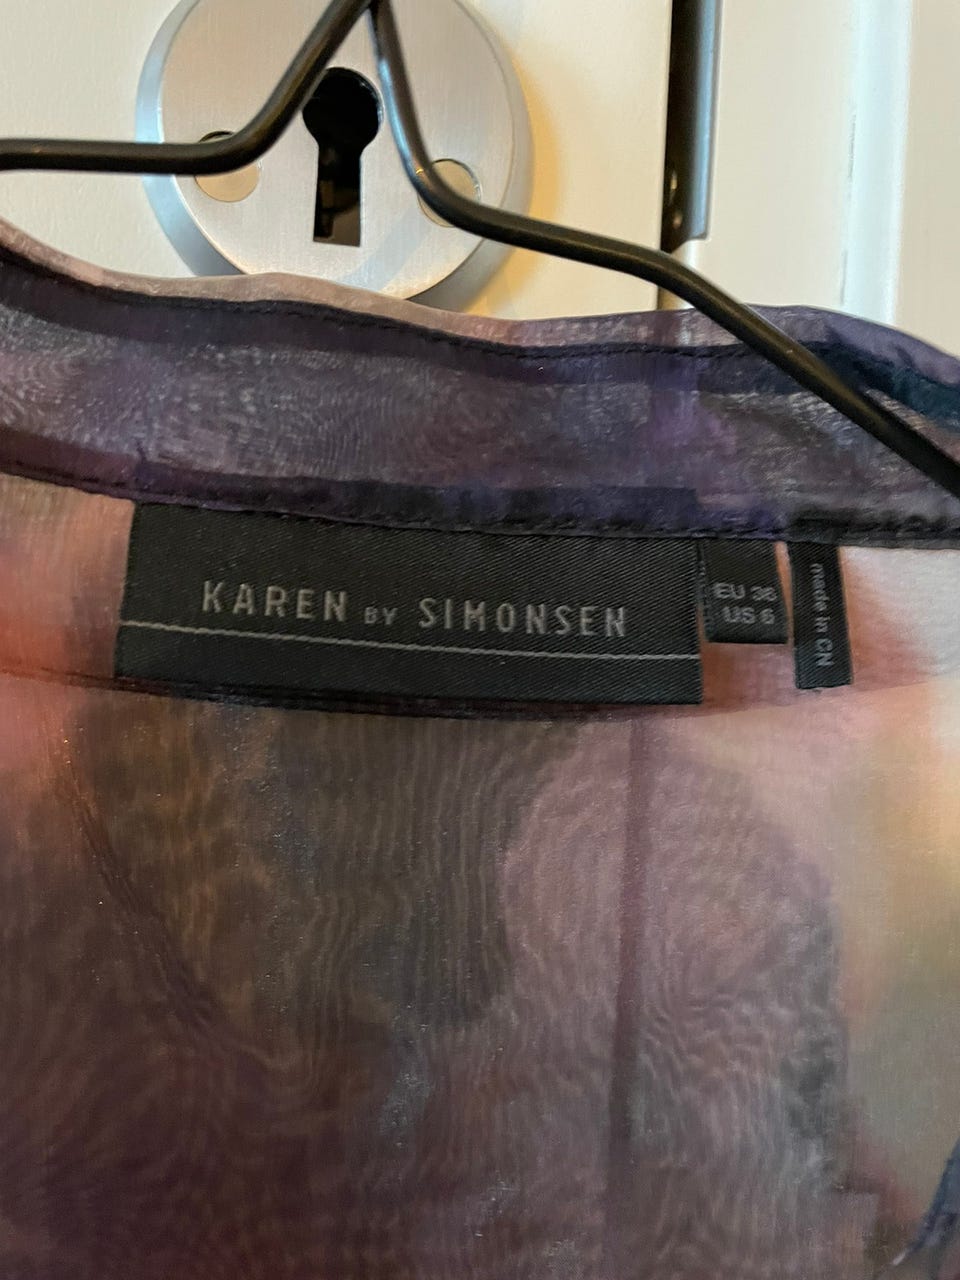 KAREN BY SIMONSEN
EU 36
US 6
made in CN